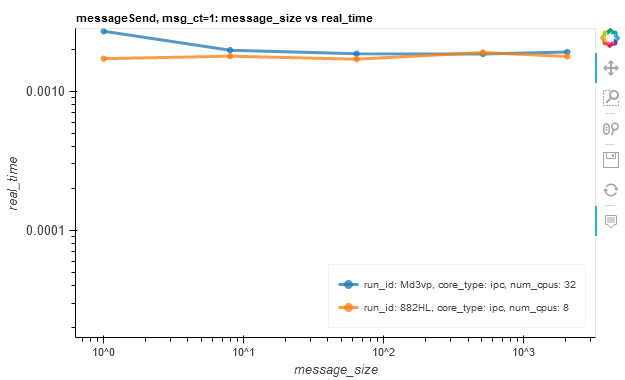 messageSend, msg_ct=1: message_size vs real_time
0.0010
real_time
0.0001
run_id: Md3vp, core_type: ipc, num_cpus: 32
run_id: 882HL, core_type: ipc, num_cpus: 8
10^0
10^1
10^2
10^3
message_size